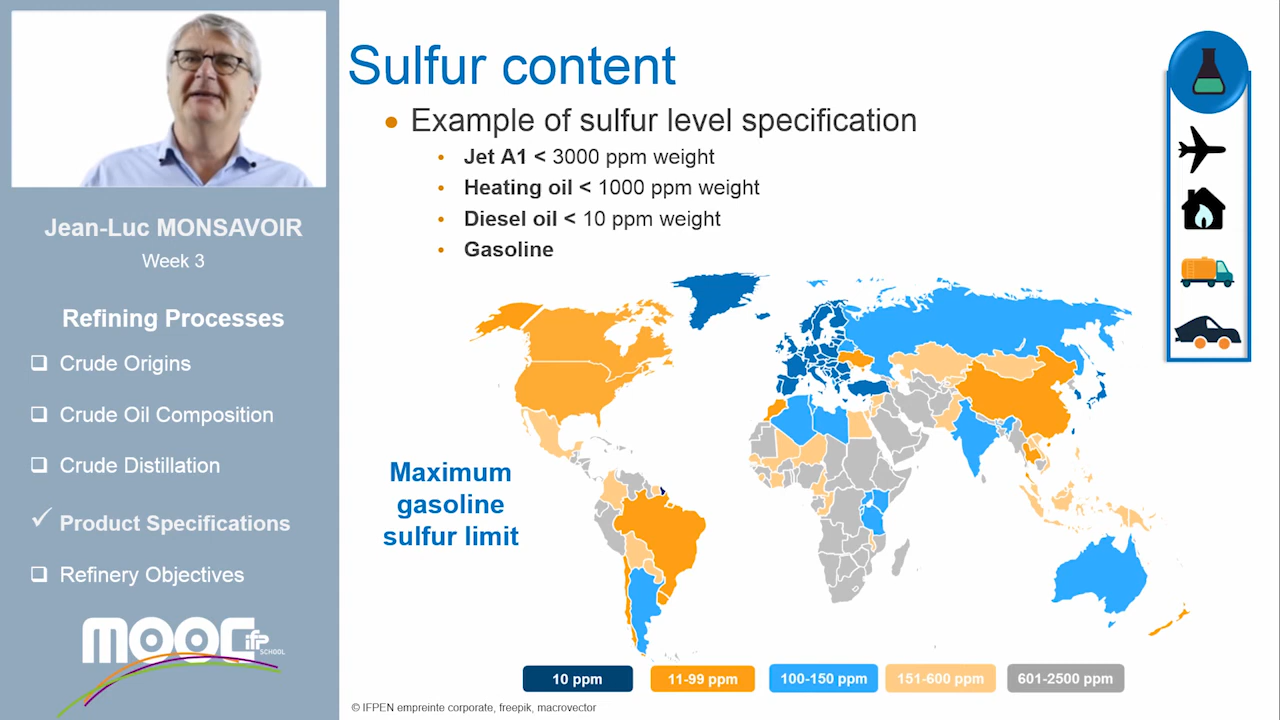 Jean-Luc MONSAVOIR
Week 3
Refining Processes
Crude Origins
Crude Oil Composition
Crude Distillation
Product Specifications
Refinery Objectives
MOOC
ifp
SCHOOL
Sulfur content
Example of sulfur level specification
Jet A1 < 3000 ppm weight
Heating oil < 1000 ppm weight
Diesel oil < 10 ppm weight
Gasoline
Maximum
gasoline
sulfur limit
10 ppm
11-99 ppm
100-150 ppm
151-600 ppm
601-2500 ppm
© IFPEN empreinte corporate, freepik, macrovector